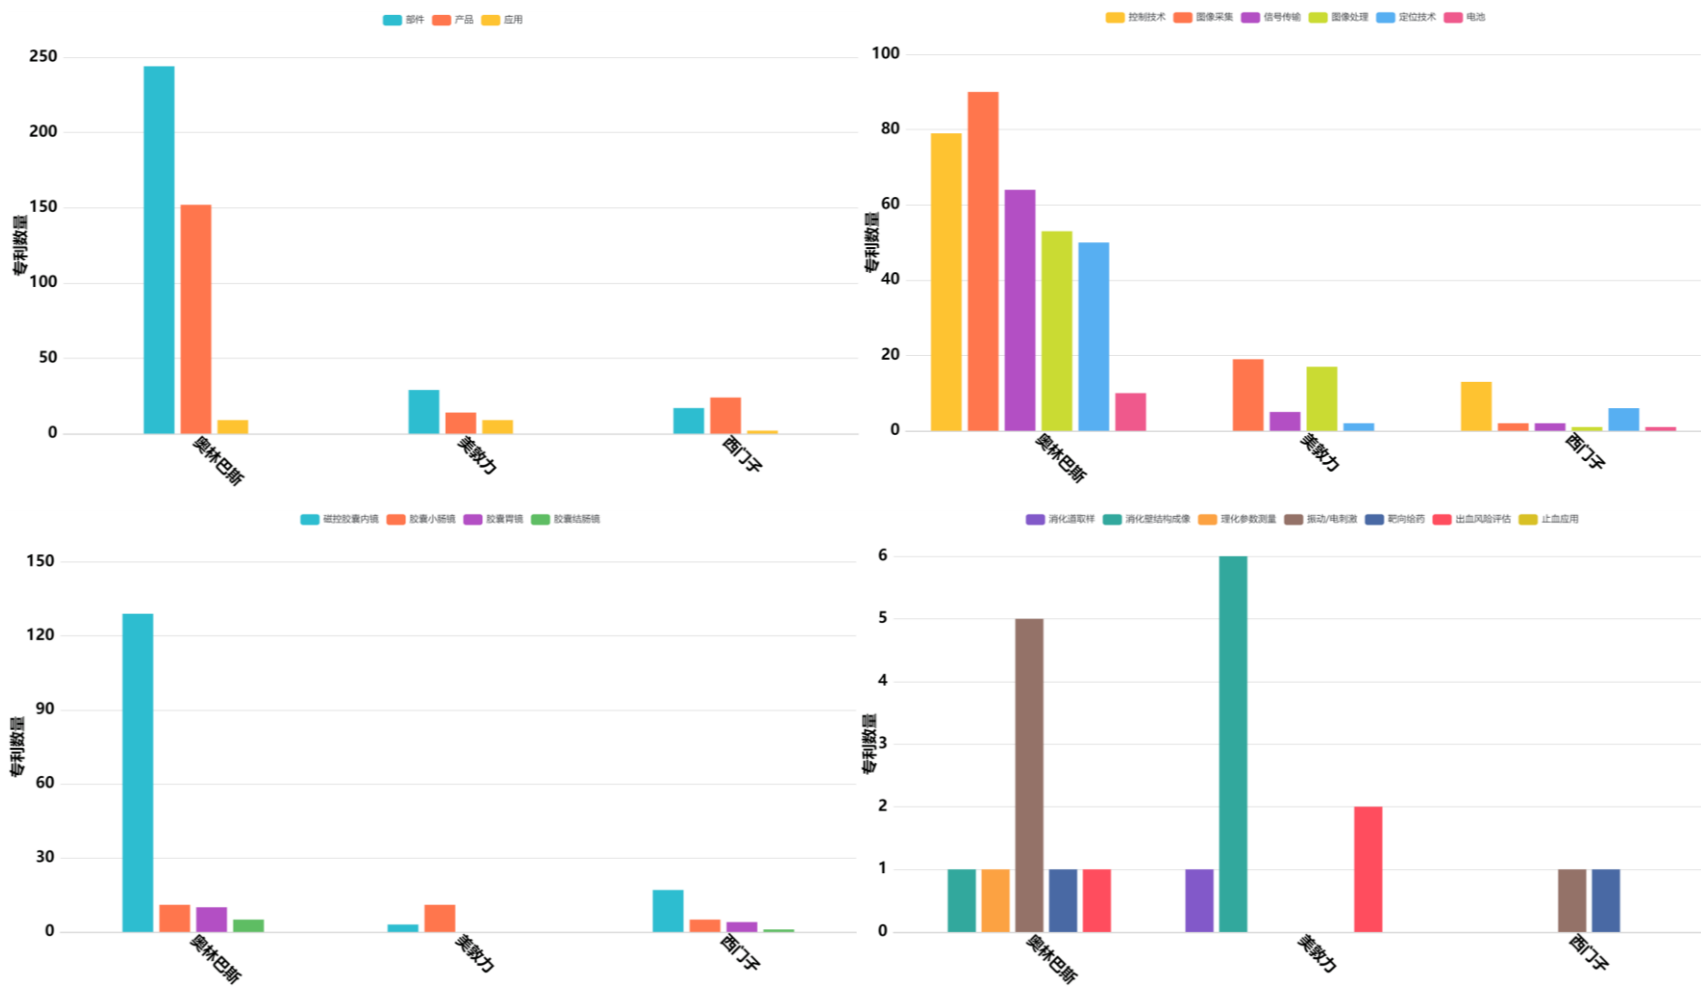 部件 产品 应用
250
200
150
100
50
0
专利数量
奥林巴斯 美敦力 西门子
控制技术 图像采集 信号传输 图像处理 定位技术 电池
100
80
60
40
20
0
专利数量
奥林巴斯 美敦力 西门子
磁控胶囊内镜 胶囊小肠镜 胶囊胃镜 胶囊结肠镜
150
120
90
60
30
0
专利数量
奥林巴斯 美敦力 西门子
消化道取样 消化壁结构成像 理化参数测量 振动/电刺激 靶向给药 出血风险评估 止血应用
6
5
4
3
2
1
0
专利数量
奥林巴斯 美敦力 西门子